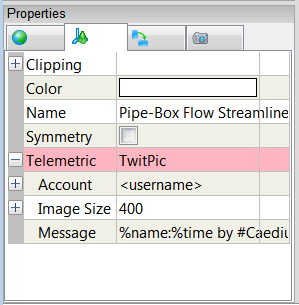 Properties
Clipping
Color
Name Pipe-Box Flow Streamline
Symmetry
Telemetric TwitPic
Account <username>
Image Size 400
Message %name:%time by #Caediu